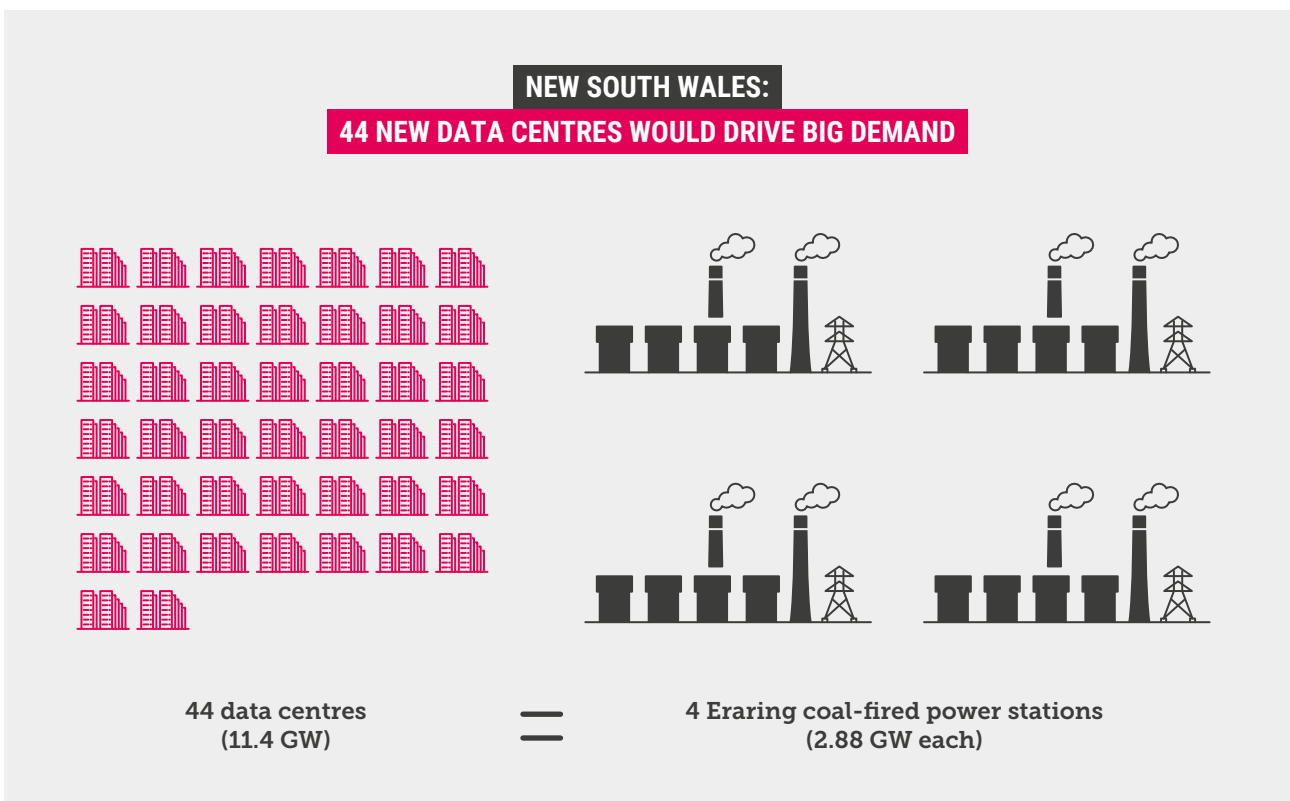 NEW SOUTH WALES:
44 NEW DATA CENTRES WOULD DRIVE BIG DEMAND
44 data centres
(11.4 GW)
=
4 Eraring coal-fired power stations
(2.88 GW each)